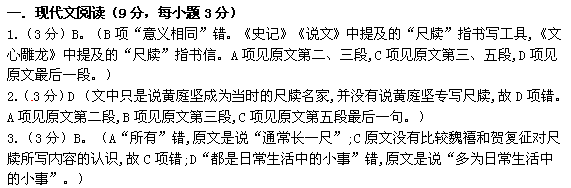 一．现代文阅读（9分，每小题3分）
1.（3分）B。（B项“意义相同”错。《史记》《说文》中提及的“尺牍”指书写工具,《文
心雕龙》中提及的“尺牍”指书信。A项见原文第二、三段,C项见原文第三、五段,D项见
原文最后一段。）
2.（3分）D（文中只是说黄庭坚成为当时的尺牍名家,并没有说黄庭坚专写尺牍,故D项错。
A项见原文第二段,B项见原文第三段,C项见原文第五段最后一句。）
3.（3分）B。（A“所有”错,原文是说“通常长一尺”;C原文没有比较魏禧和贺复征对尺
牍所写内容的认识,故C项错;D“都是日常生活中的小事”错,原文是说“多为日常生活中
的小事”。）